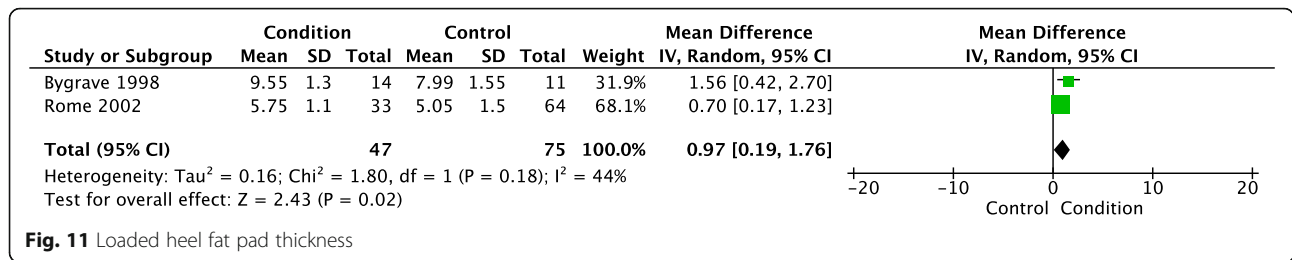 Condition Control Mean Difference Mean Difference
Study or Subgroup Mean SD Total Mean SD Total Weight IV, Random, 95% CI IV, Random, 95% CI
Bygrave 1998 9.55 1.3 14 7.99 1.55 11 31.9% 1.56 [0.42, 2.70]
Rome 2002 5.75 1.1 33 5.05 1.5 64 68.1% 0.70 [0.17, 1.23]
Total (95% CI) 47 75 100.0% 0.97 [0.19, 1.76]
Heterogeneity: Tau² = 0.16; Chi² = 1.80, df = 1 (P = 0.18); I² = 44%
Test for overall effect: Z = 2.43 (P = 0.02)
-20 -10 0 10 20
Control Condition
Fig. 11 Loaded heel fat pad thickness